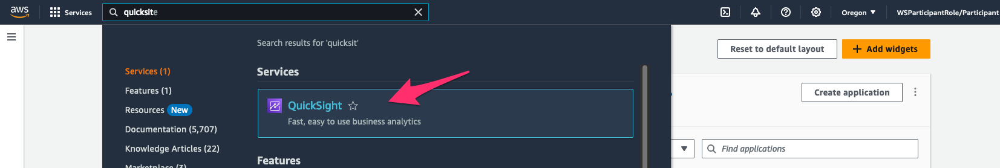 aws
Services
quicksite
Oregon
WSParticipantRole/Participant
Search results for 'quicksit'
Reset to default layout
+ Add widgets
Services (1)
Features (1)
Resources New
Documentation (5,707)
Knowledge Articles (22)
Marketplace (3)
Services
QuickSight
Fast, easy to use business analytics
Features
Create application
Find applications